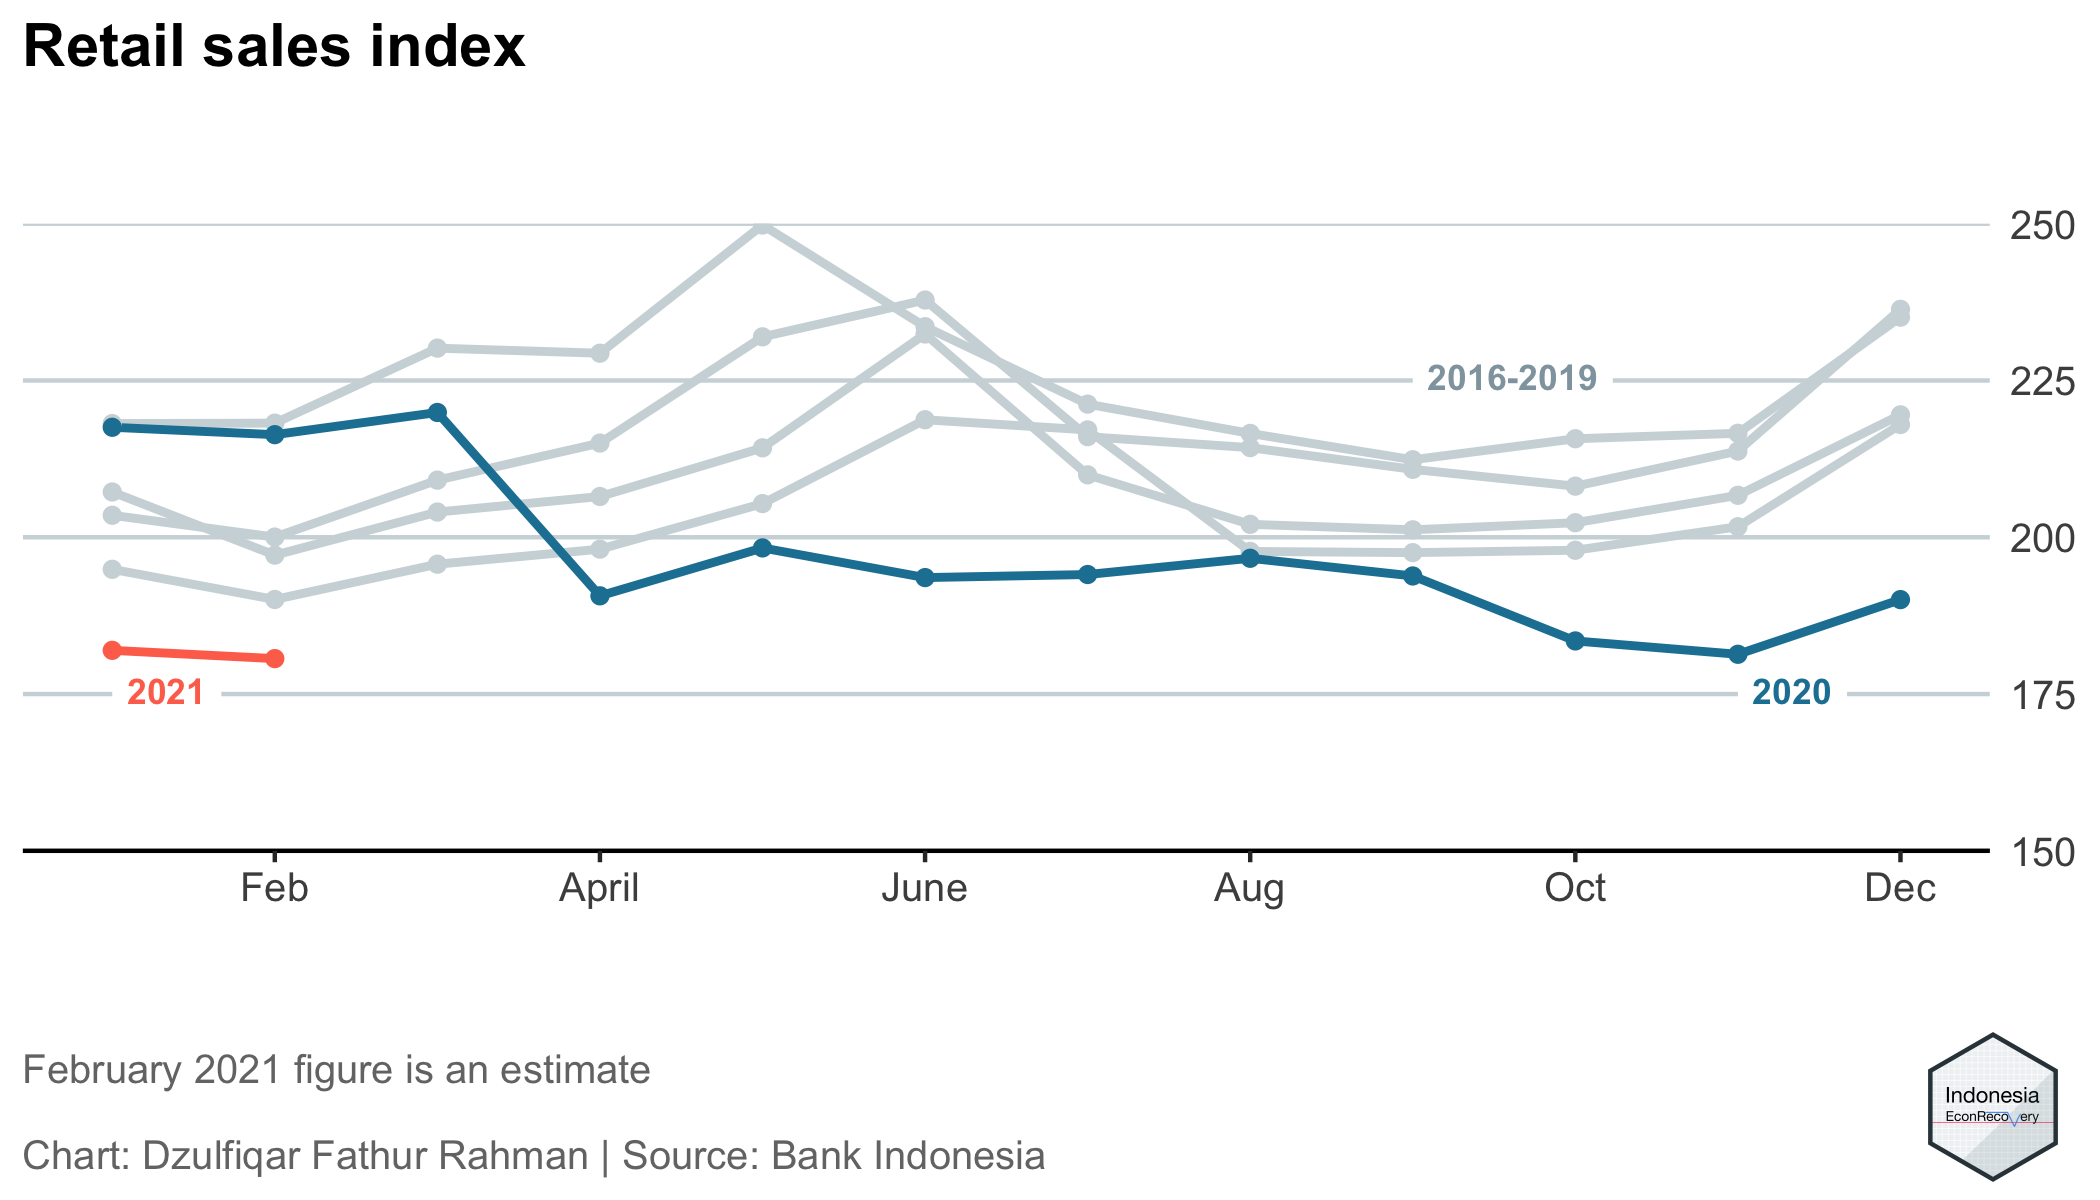 Retail sales index
250
2016-2019
225
200
2021
2020
175
150
Feb April June Aug Oct Dec
February 2021 figure is an estimate
Indonesia
EconRecovery
Chart: Dzulfiqar Fathur Rahman | Source: Bank Indonesia